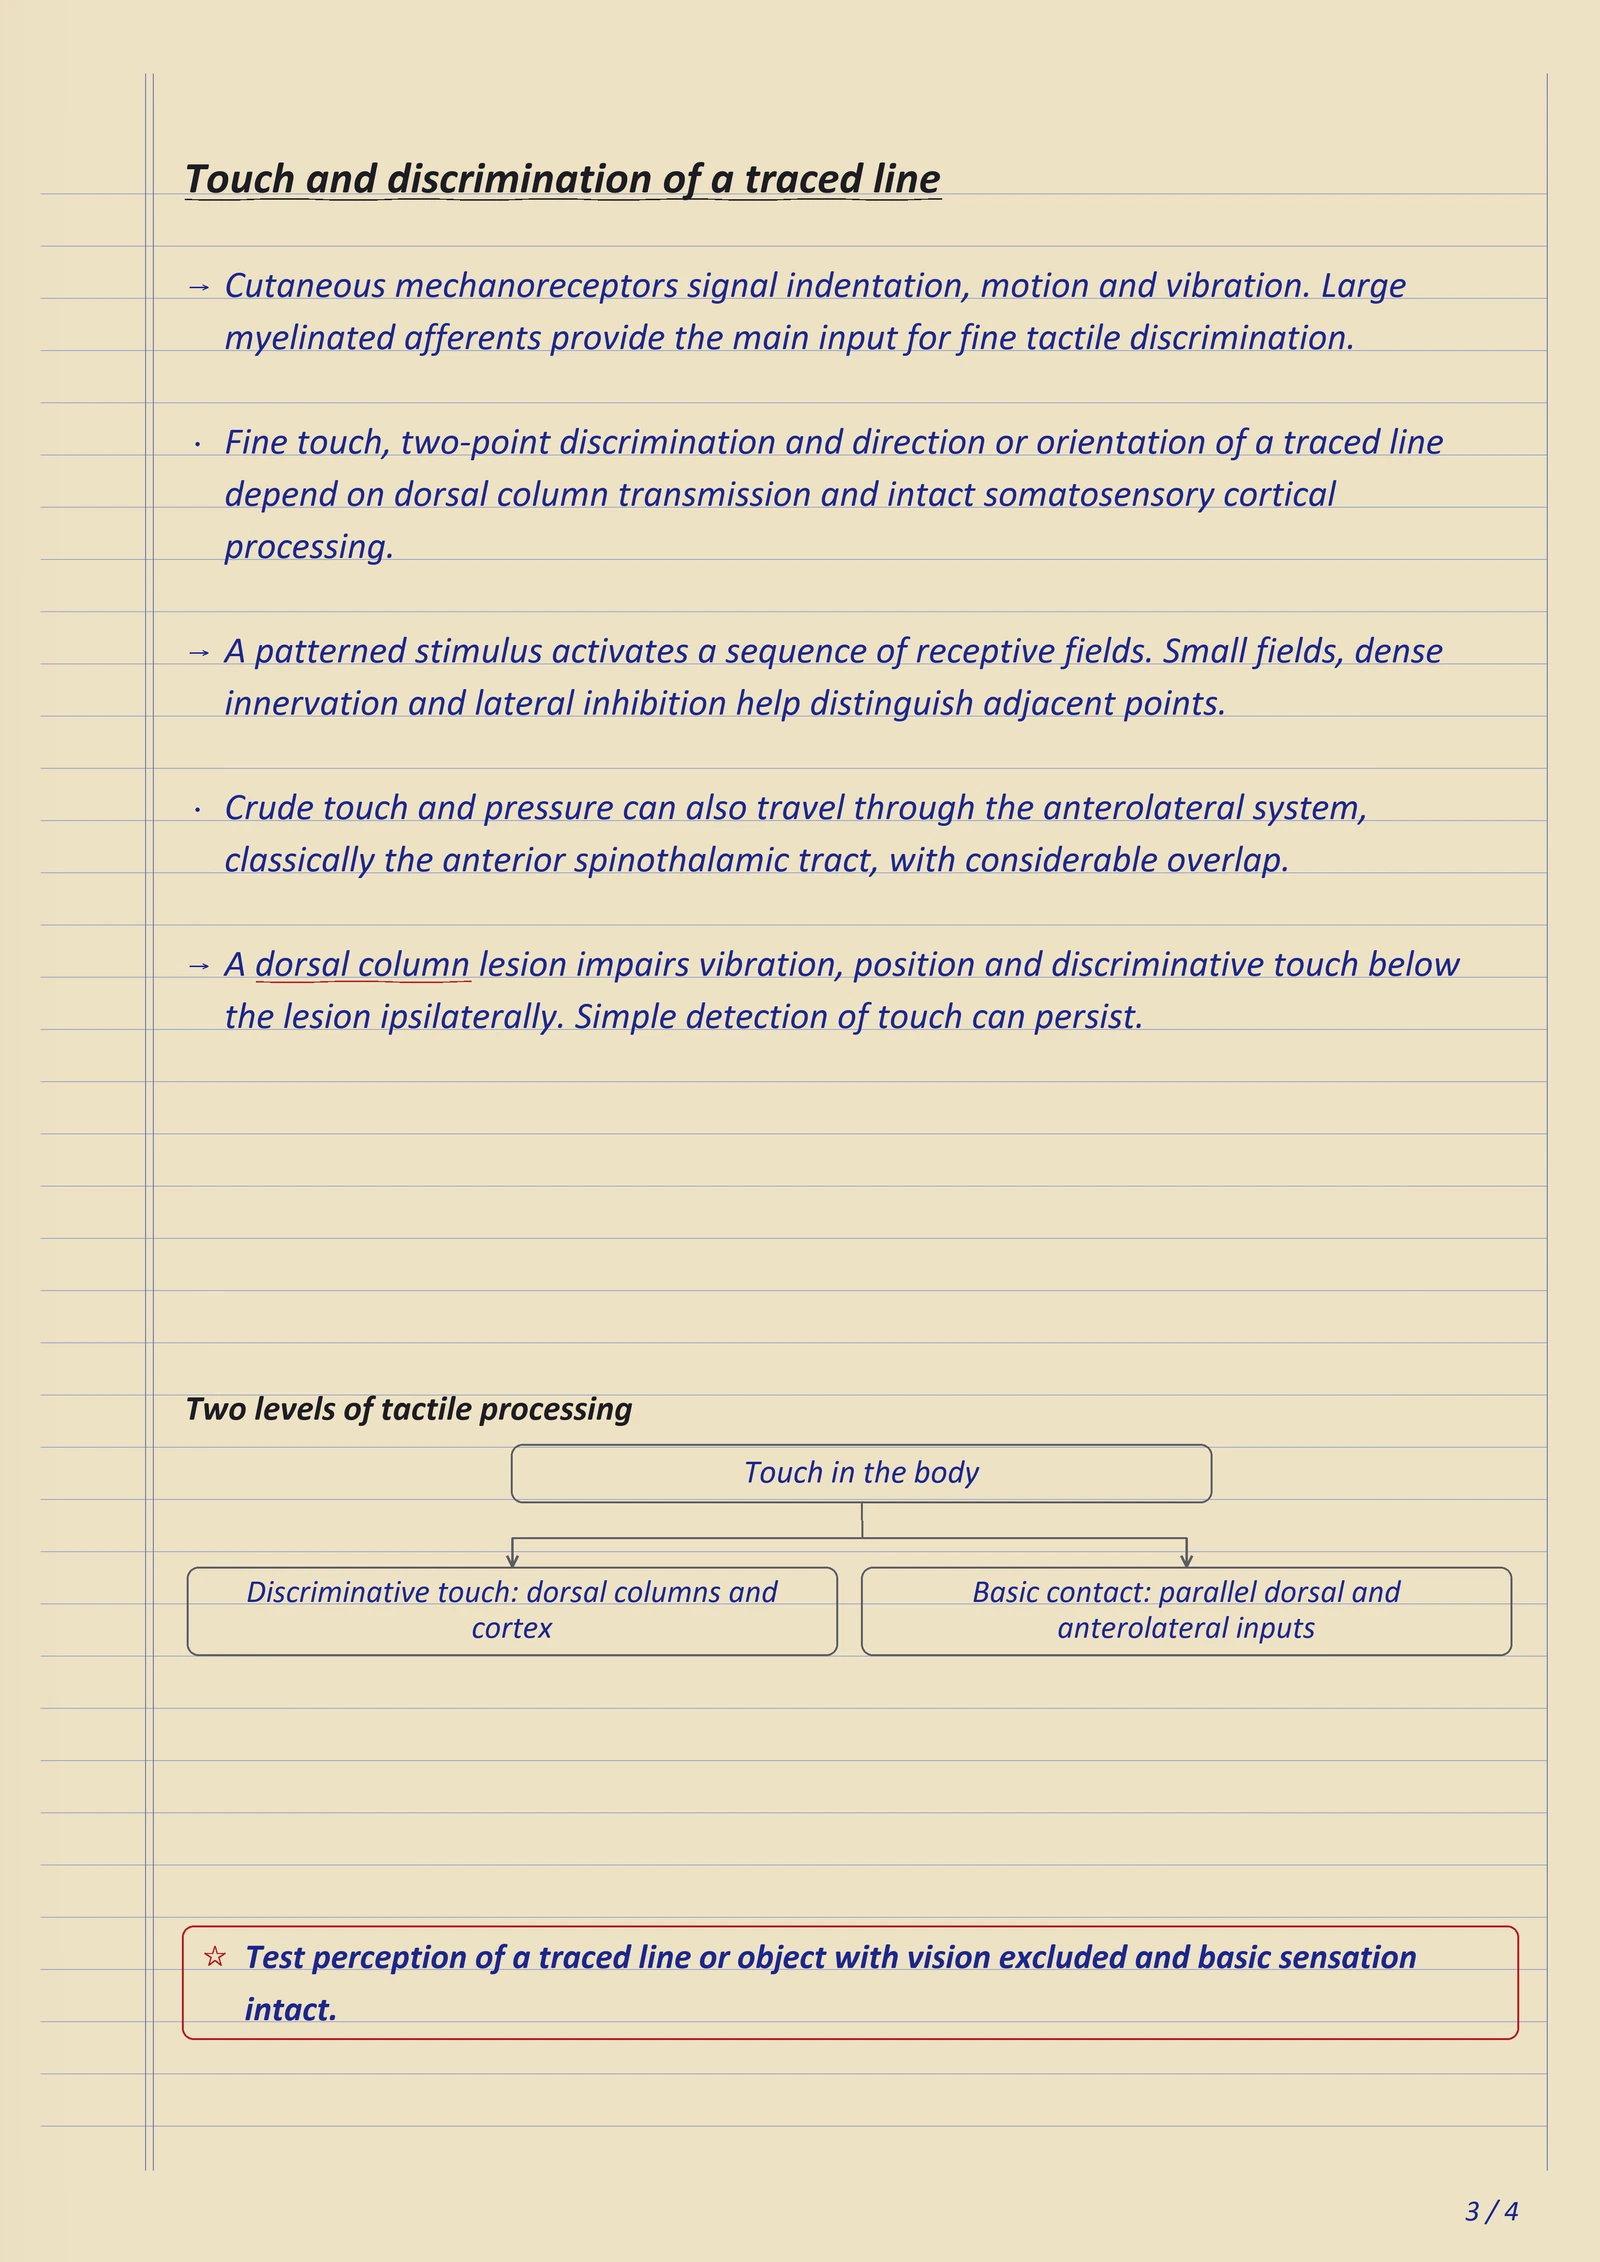 Touch and discrimination of a traced line
→ Cutaneous mechanoreceptors signal indentation, motion and vibration. Large
myelinated afferents provide the main input for fine tactile discrimination.
· Fine touch, two-point discrimination and direction or orientation of a traced line
depend on dorsal column transmission and intact somatosensory cortical
processing.
→ A patterned stimulus activates a sequence of receptive fields. Small fields, dense
innervation and lateral inhibition help distinguish adjacent points.
· Crude touch and pressure can also travel through the anterolateral system,
classically the anterior spinothalamic tract, with considerable overlap.
→ A dorsal column lesion impairs vibration, position and discriminative touch below
the lesion ipsilaterally. Simple detection of touch can persist.
Two levels of tactile processing
Touch in the body
Discriminative touch: dorsal columns and
cortex
Basic contact: parallel dorsal and
anterolateral inputs
☆ Test perception of a traced line or object with vision excluded and basic sensation
intact.
3 / 4